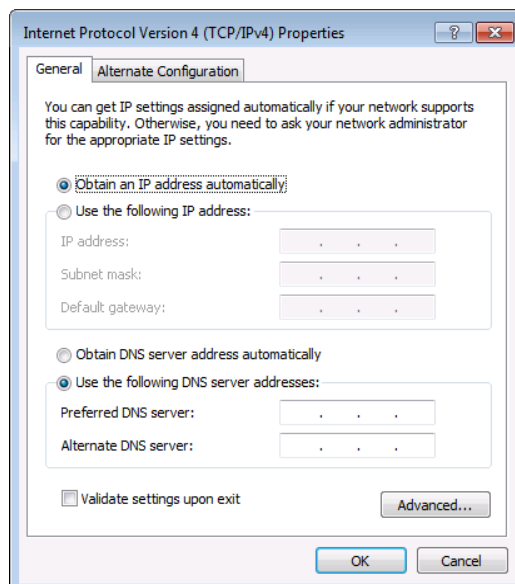 Internet Protocol Version 4 (TCP/IPv4) Properties
General
Alternate Configuration
You can get IP settings assigned automatically if your network supports
this capability. Otherwise, you need to ask your network administrator
for the appropriate IP settings.
Obtain an IP address automatically
Use the following IP address:
IP address:
. . .
Subnet mask:
. . .
Default gateway:
. . .
Obtain DNS server address automatically
Use the following DNS server addresses:
Preferred DNS server:
. . .
Alternate DNS server:
. . .
Validate settings upon exit
Advanced...
OK
Cancel